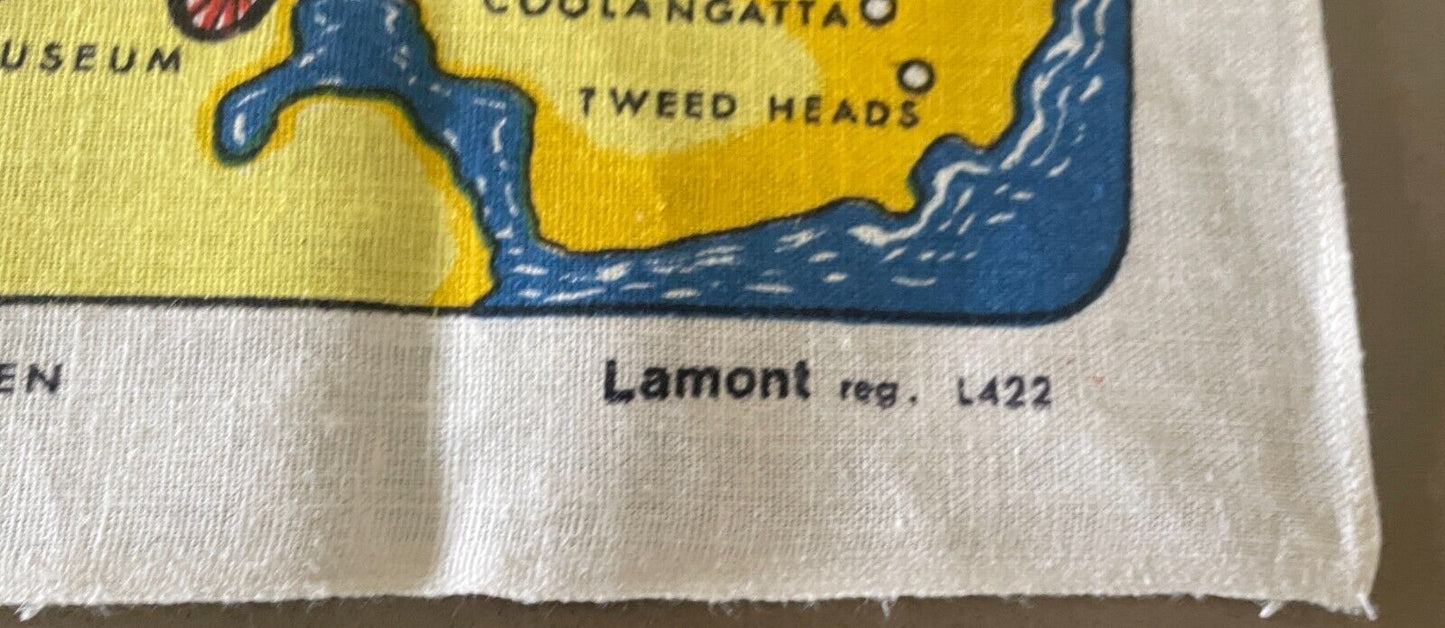 COOLANGATTA
USEUM
TWEED HEADS
EN
Lamont reg. L422